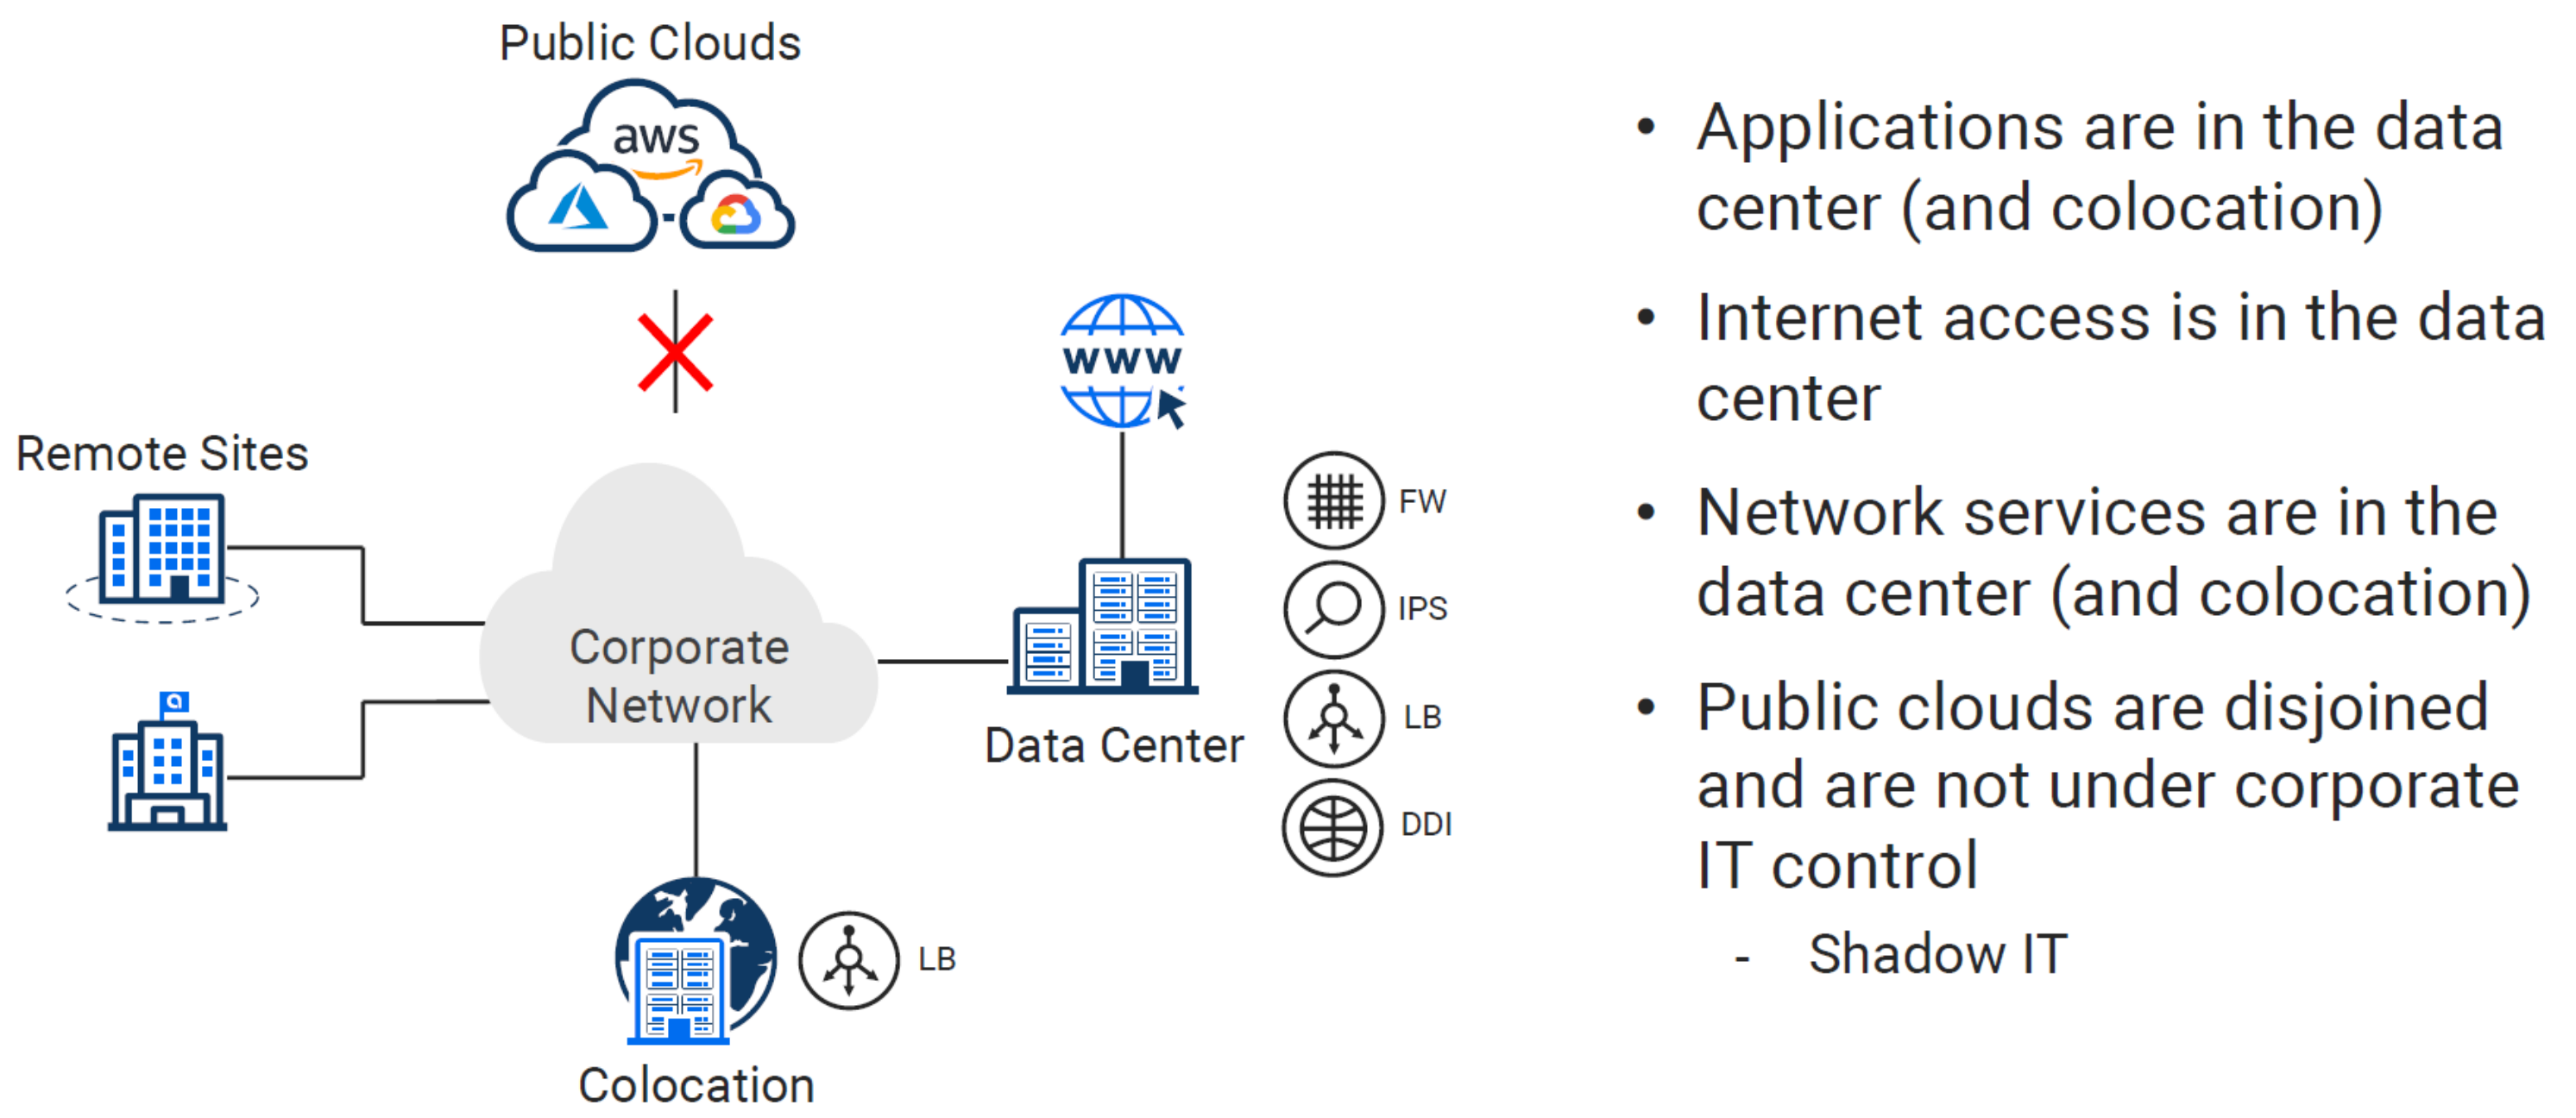 Public Clouds
aws
www
Remote Sites
FW
IPS
Corporate
Network
LB
Data Center
DDI
LB
Colocation
• Applications are in the data
center (and colocation)
• Internet access is in the data
center
• Network services are in the
data center (and colocation)
• Public clouds are disjoined
and are not under corporate
IT control
- Shadow IT